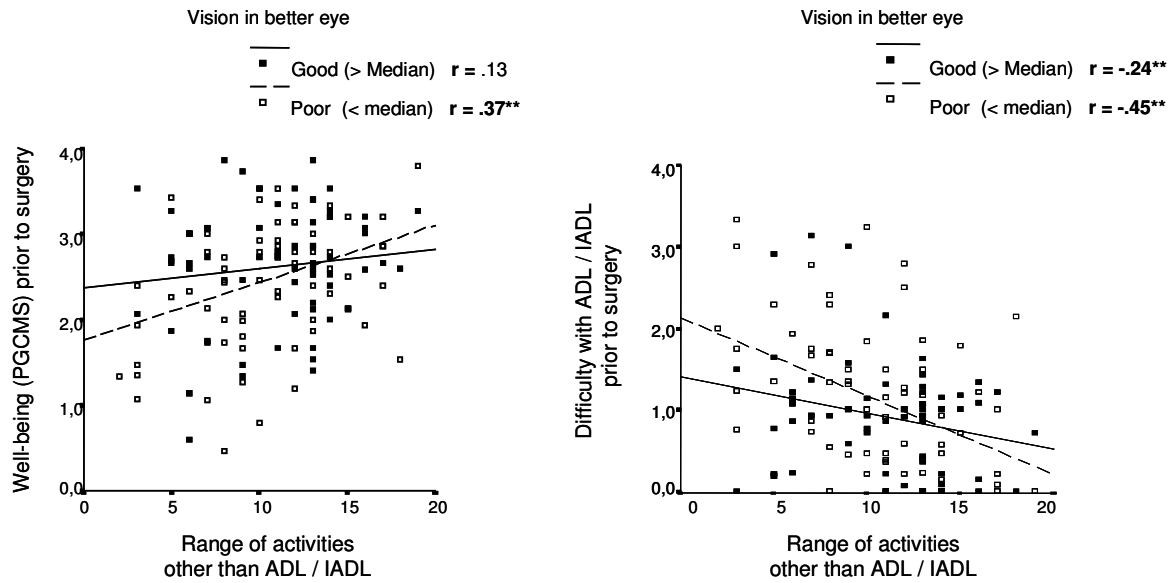 Vision in better eye
Good (> Median) r = .13
Poor (< median) r = .37**
Well-being (PGCMS) prior to surgery
4,0
3,0
2,0
1,0
0,0
0 5 10 15 20
Range of activities
other than ADL / IADL
Vision in better eye
Good (> Median) r = -.24**
Poor (< median) r = -.45**
Difficulty with ADL / IADL
prior to surgery
4,0
3,0
2,0
1,0
0,0
0 5 10 15 20
Range of activities
other than ADL / IADL